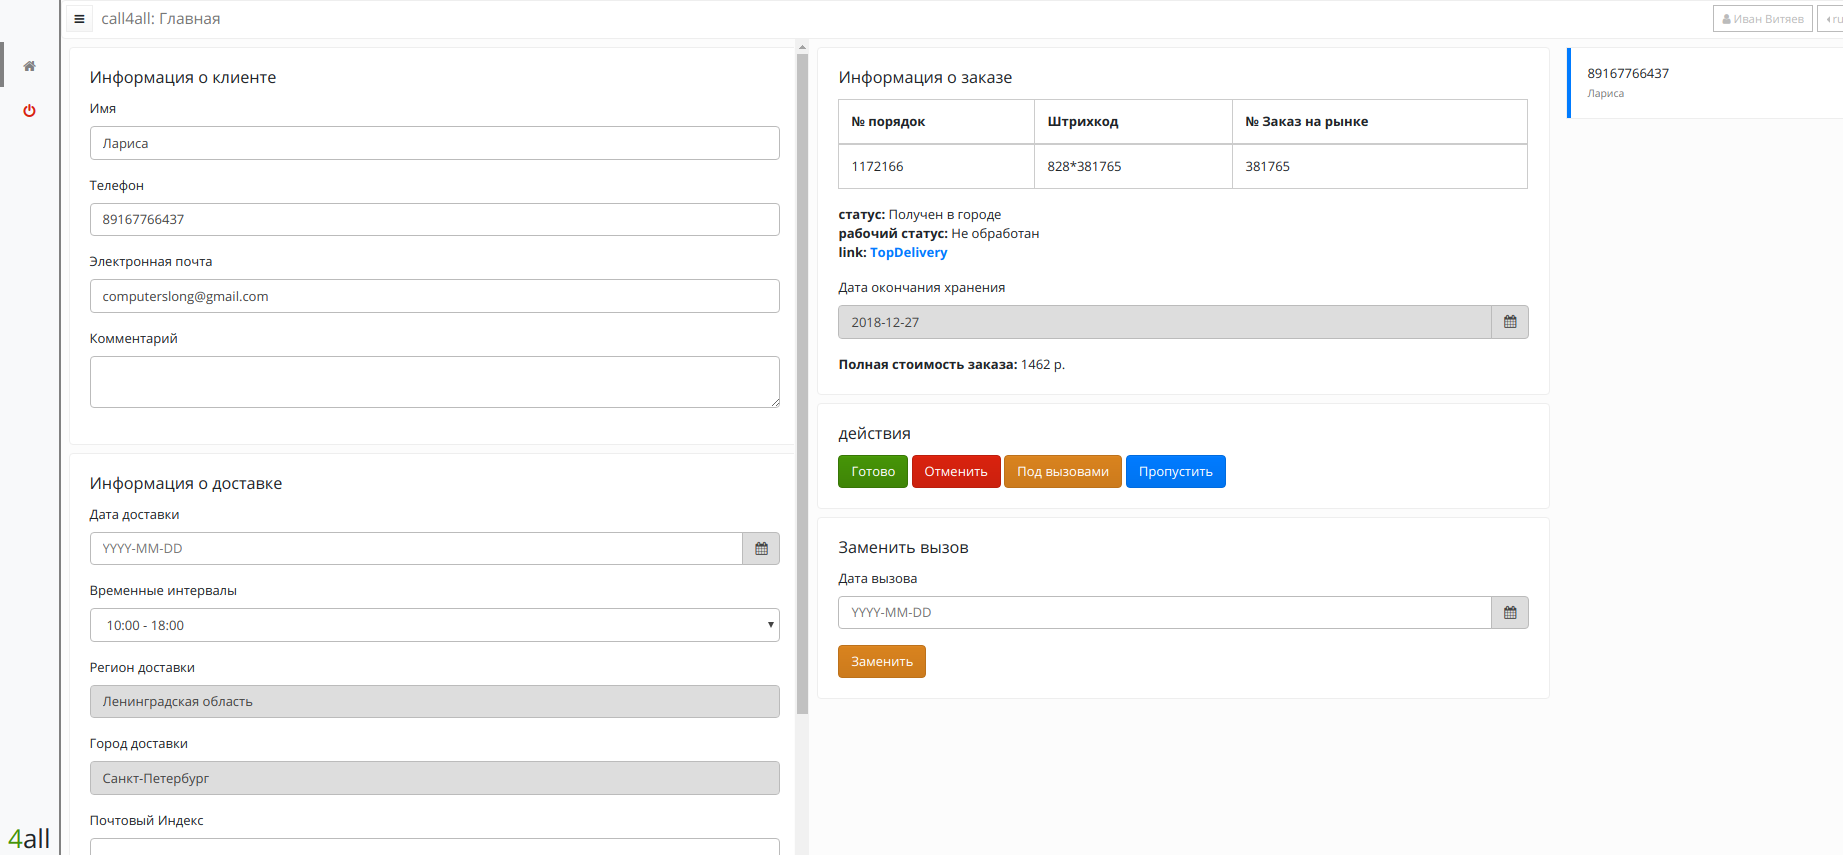 call4all: Главная
Иван Витяев
ru
Информация о клиенте
Имя
Лариса
Телефон
89167766437
Электронная почта
computerslong@gmail.com
Комментарий
Информация о доставке
Дата доставки
YYYY-MM-DD
Временные интервалы
10:00 - 18:00
Регион доставки
Ленинградская область
Город доставки
Санкт-Петербург
Почтовый Индекс
Информация о заказе
№ порядок Штрихкод № Заказ на рынке
1172166 828*381765 381765
статус: Получен в городе
рабочий статус: Не обработан
link: TopDelivery
Дата окончания хранения
2018-12-27
Полная стоимость заказа: 1462 р.
действия
Готово Отменить Под вызовами Пропустить
Заменить вызов
Дата вызова
YYYY-MM-DD
Заменить
89167766437
Лариса
4all